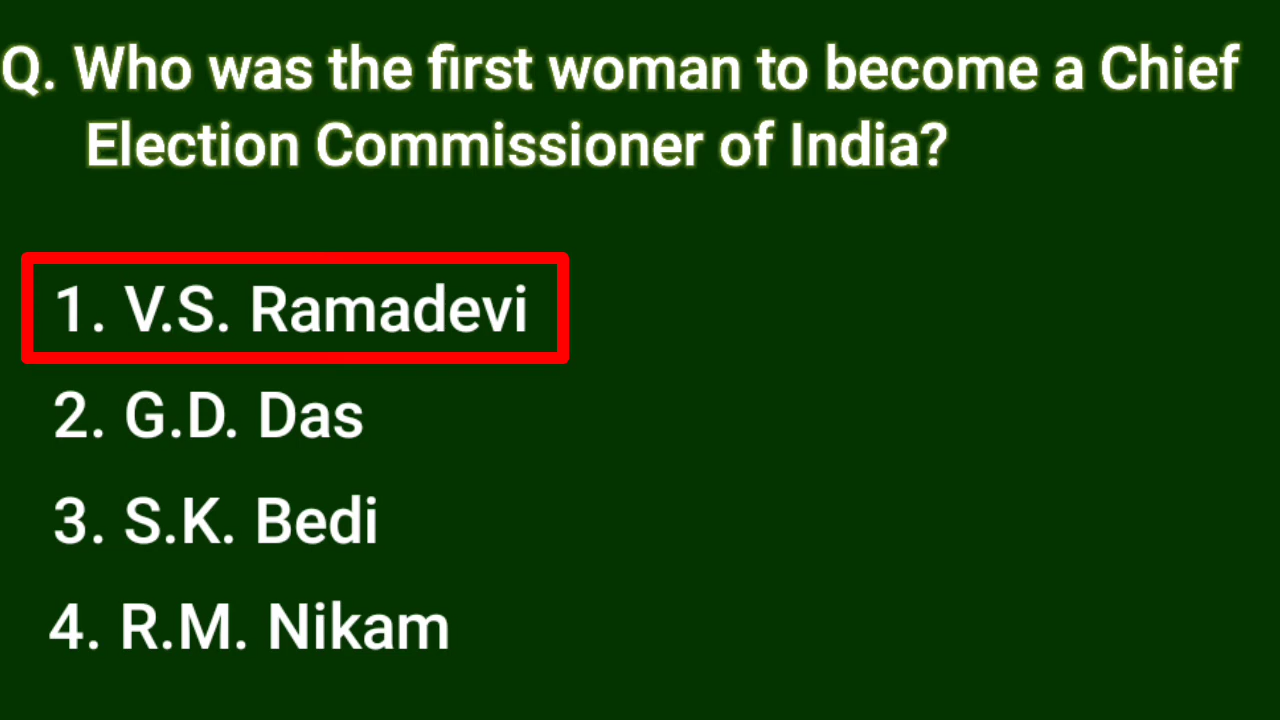 Q. Who was the first woman to become a Chief
Election Commissioner of India?
1. V.S. Ramadevi
2. G.D. Das
3. S.K. Bedi
4. R.M. Nikam